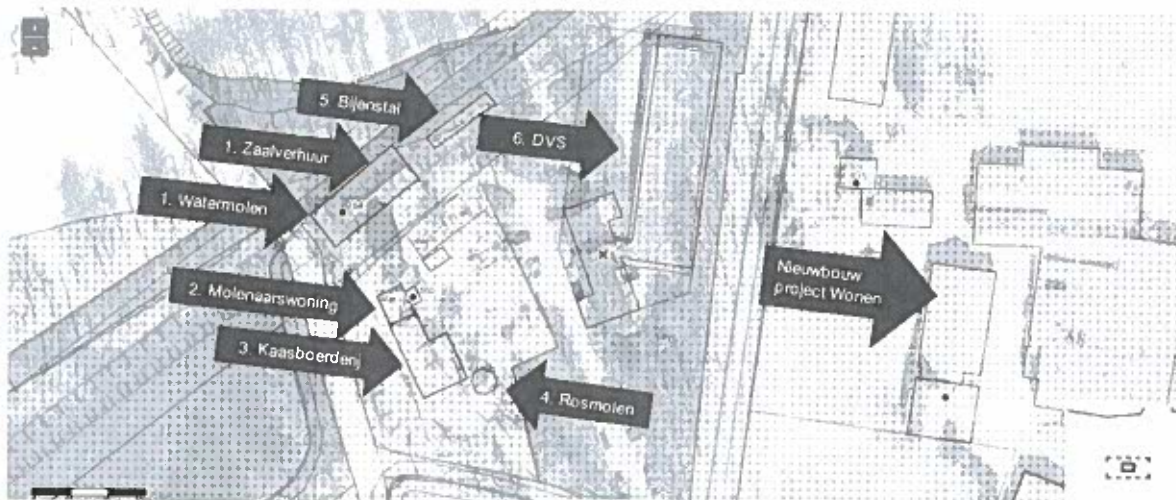 5. Bijenstal
1. Zaalverhuur
6. DVS
1. Watermolen
2. Molenaarswoning
Nieuwbouw
project Wonen
3. Kaasboerderij
4. Rosmolen